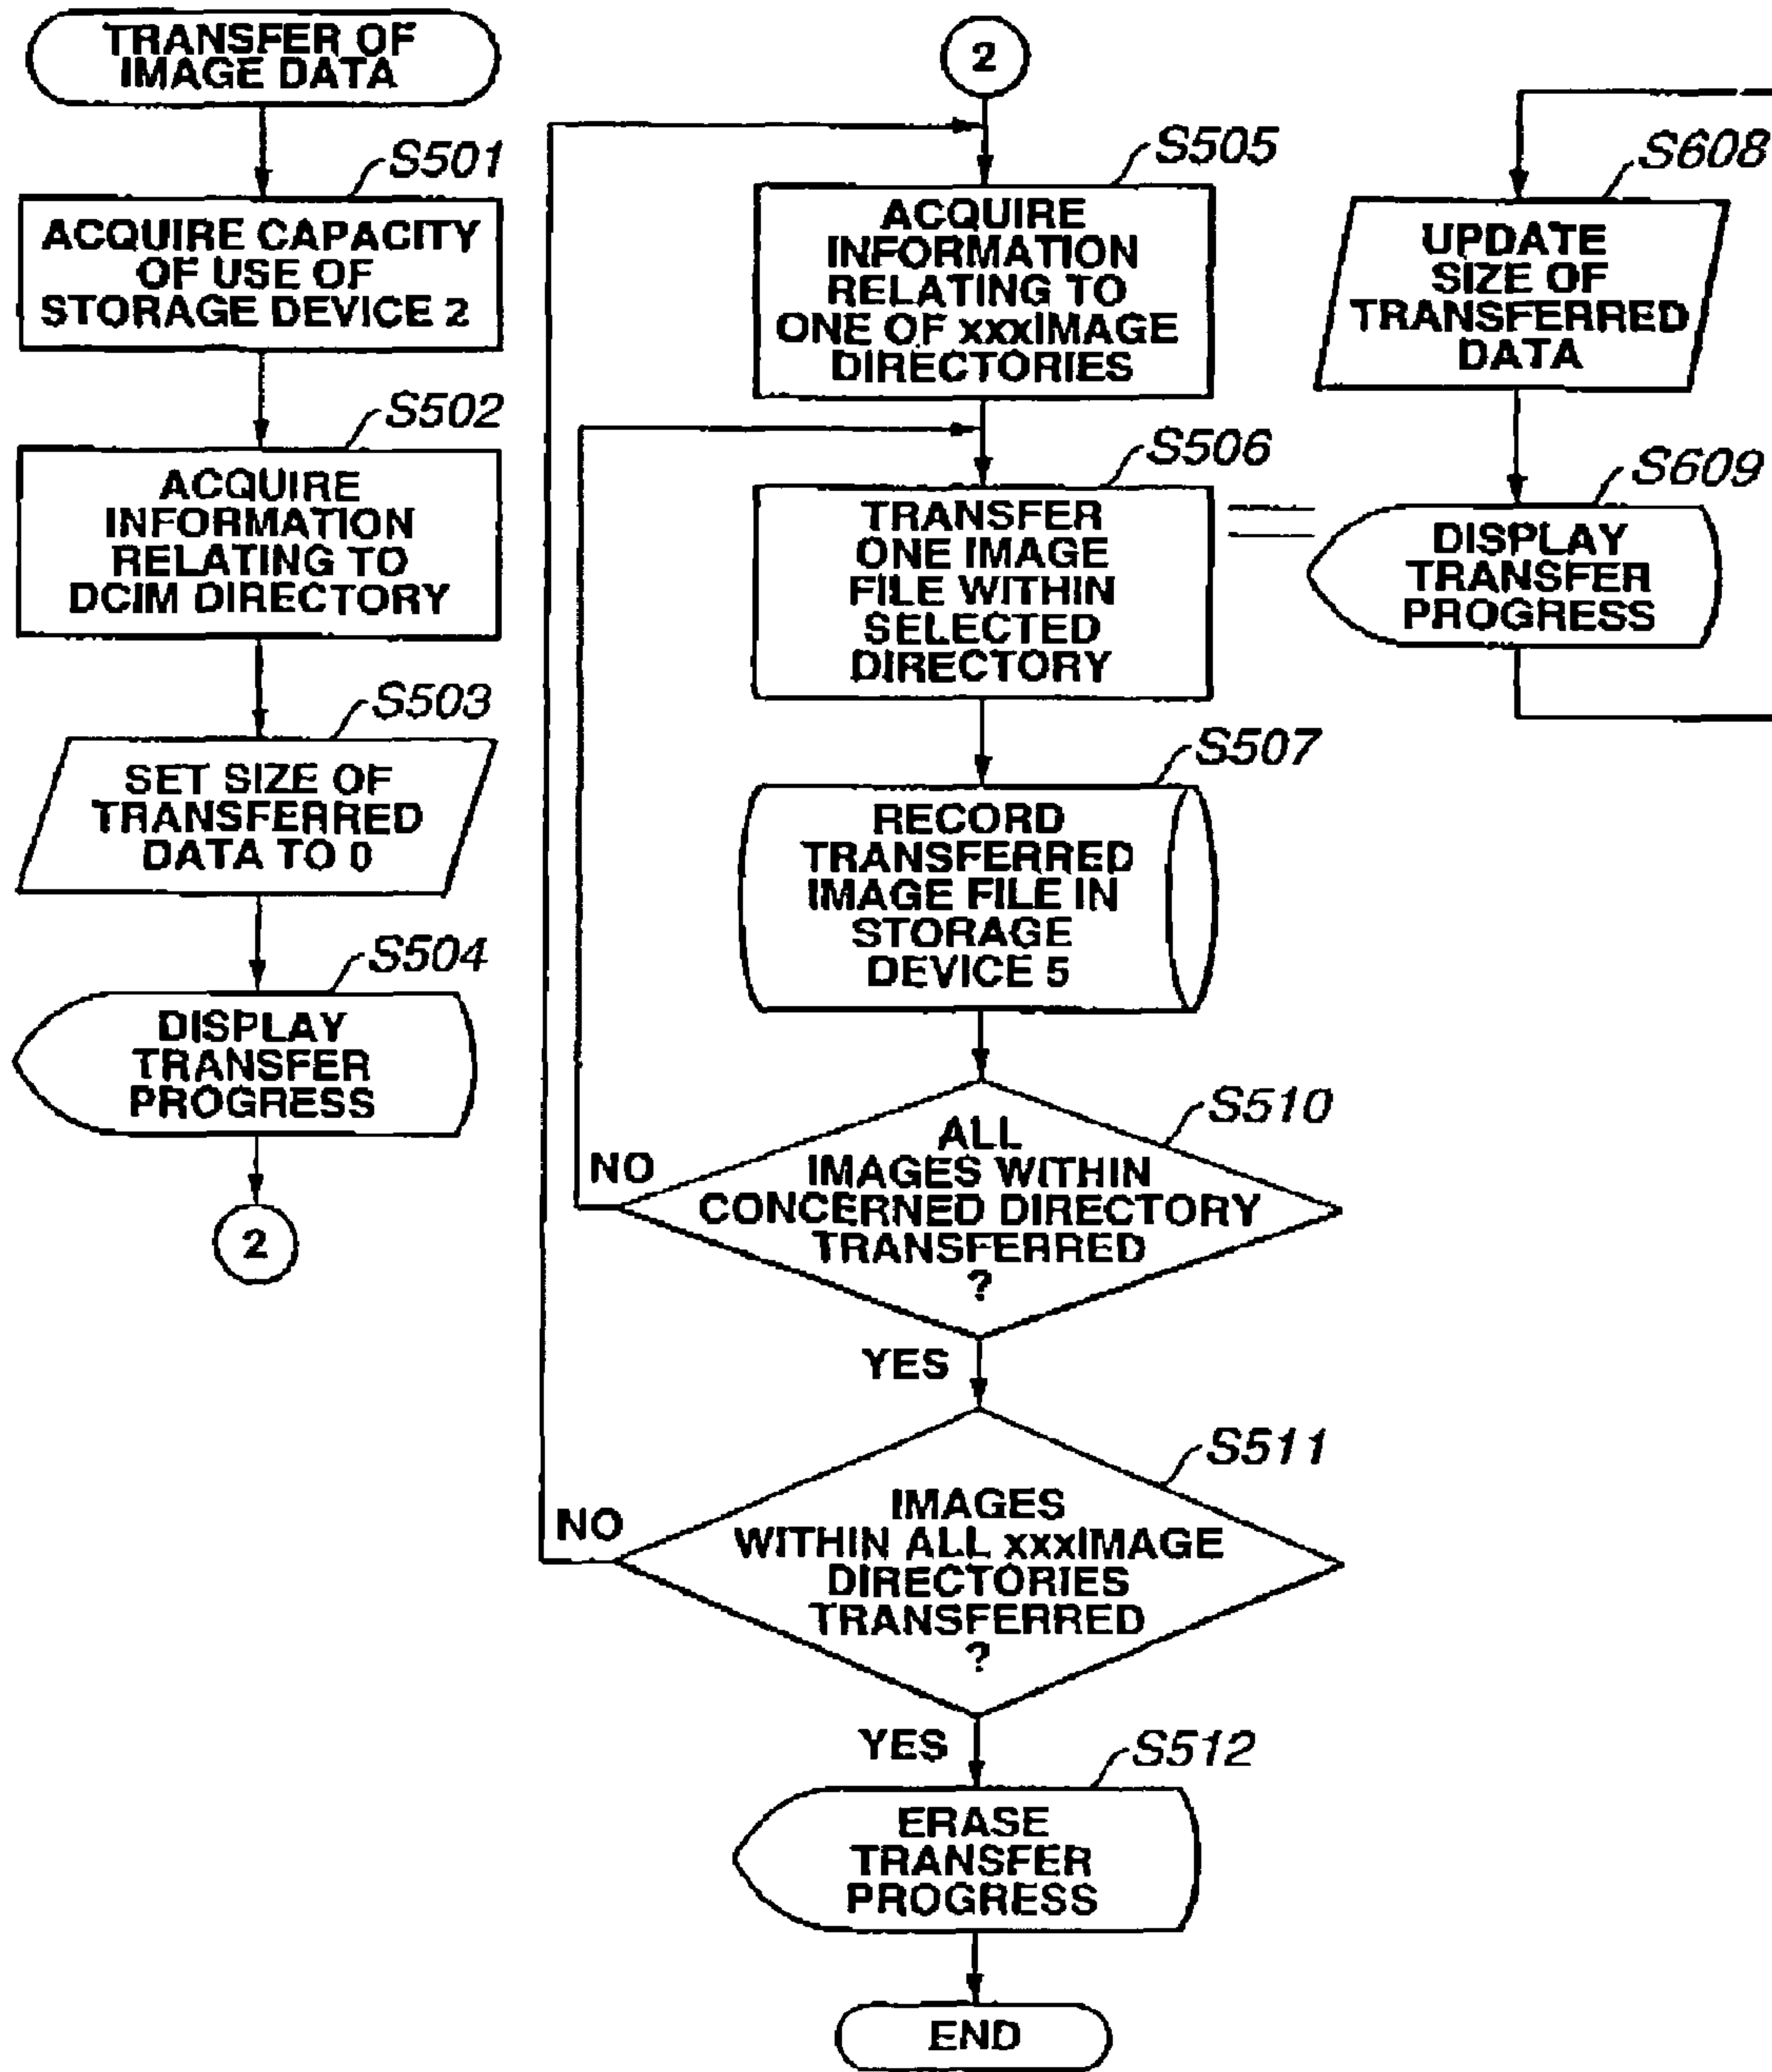 TRANSFER OF
IMAGE DATA
S501
ACQUIRE CAPACITY
OF USE OF
STORAGE DEVICE 2
S502
ACQUIRE
INFORMATION
RELATING TO
DCIM DIRECTORY
S503
SET SIZE OF
TRANSFERRED
DATA TO 0
S504
DISPLAY
TRANSFER
PROGRESS
2
2
S505
ACQUIRE
INFORMATION
RELATING TO
ONE OF xxxIMAGE
DIRECTORIES
S506
TRANSFER
ONE IMAGE
FILE WITHIN
SELECTED
DIRECTORY
S507
RECORD
TRANSFERRED
IMAGE FILE IN
STORAGE
DEVICE 5
S510
ALL
IMAGES WITHIN
CONCERNED DIRECTORY
TRANSFERRED
?
NO
YES
S511
IMAGES
WITHIN ALL xxxIMAGE
DIRECTORIES
TRANSFERRED
?
NO
YES
S512
ERASE
TRANSFER
PROGRESS
END
S608
UPDATE
SIZE OF
TRANSFERRED
DATA
S609
DISPLAY
TRANSFER
PROGRESS